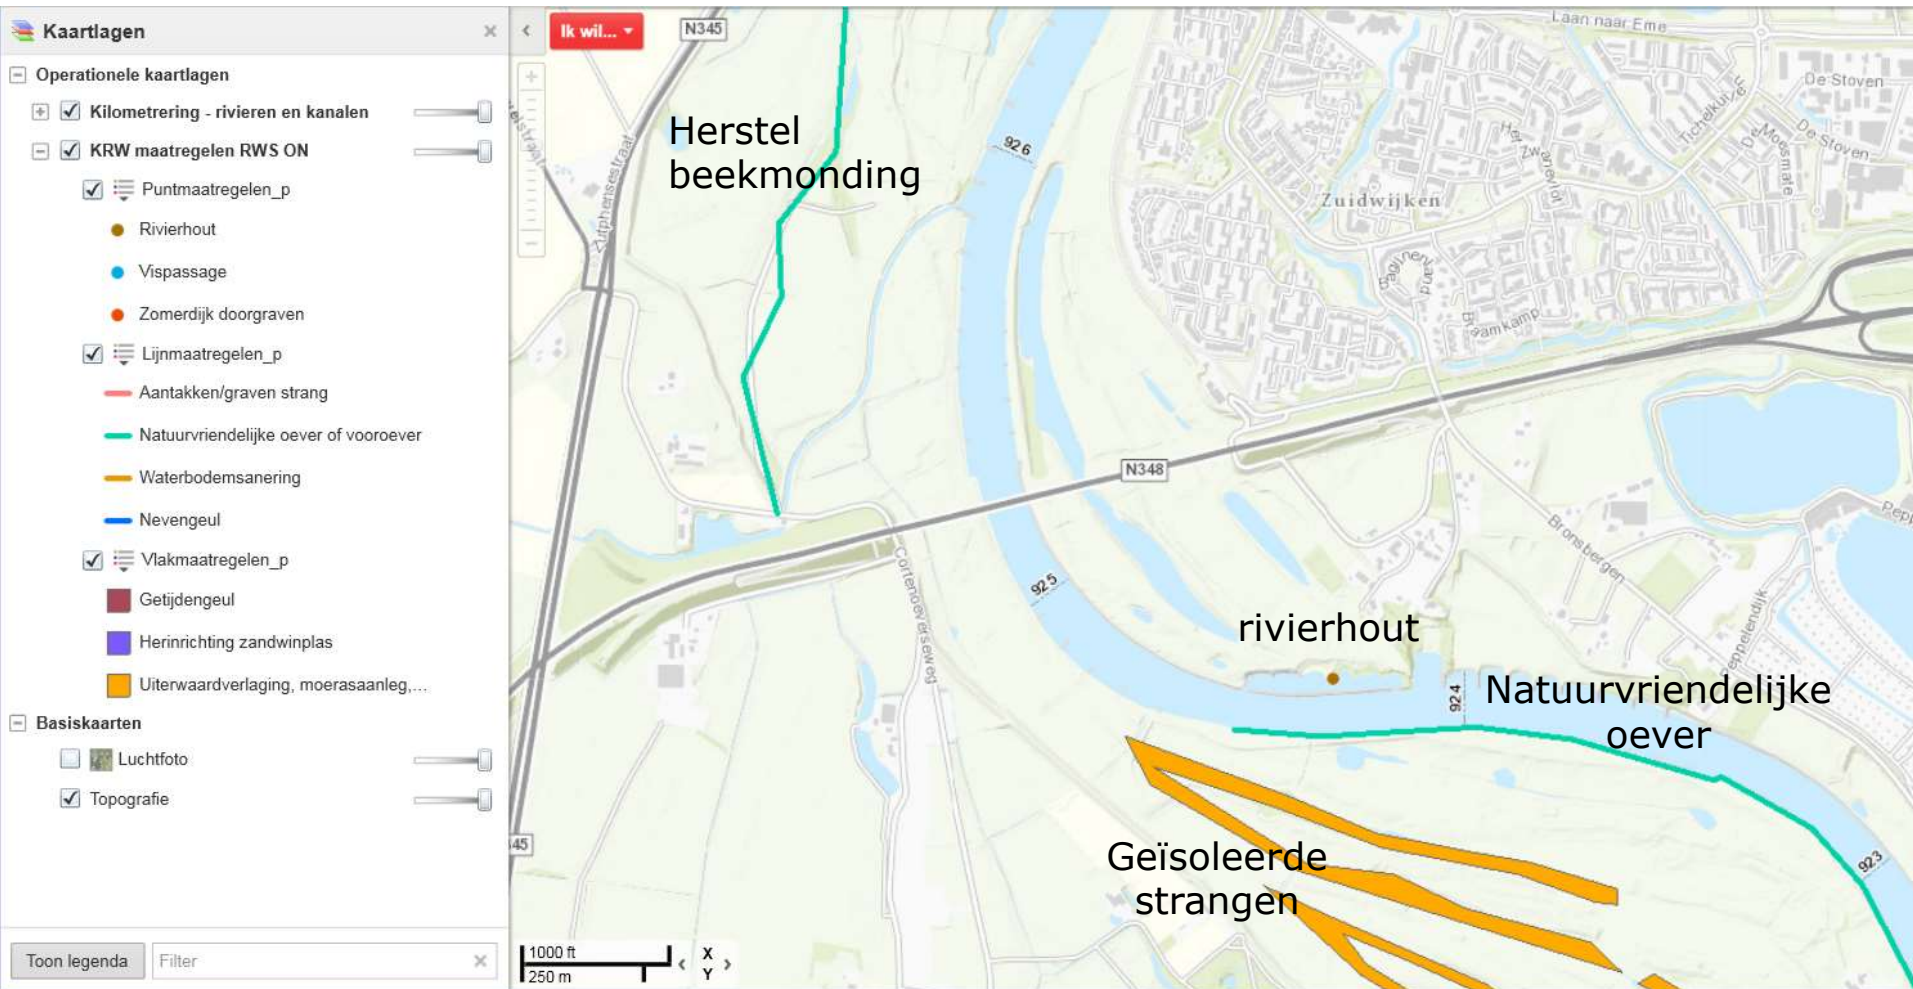 Kaartlagen
Operationele kaartlagen
Kilometrering - rivieren en kanalen
KRW maatregelen RWS ON
Puntmaatregelen_p
Rivierhout
Vispassage
Zomerdijk doorgraven
Lijnmaatregelen_p
Aantakken/graven strang
Natuurvriendelijke oever of vooroever
Waterbodemsanering
Nevengeul
Vlakmaatregelen_p
Getijdengeul
Herinrichting zandwinplas
Uiterwaardverlaging, moerasaanleg,...
Basiskaarten
Luchtfoto
Topografie
Toon legenda
Filter
Ik wil...
N345
Laan naar Eme
De Stoven
Herstel
beekmonding
926
De Stoven
Zuidwijken
N348
Bronsbergen
925
Cortenoeverseweg
rivierhout
Peppelendijk
924
Natuurvriendelijke
oever
45
Geïsoleerde
strangen
923
1000 ft
250 m
X
Y